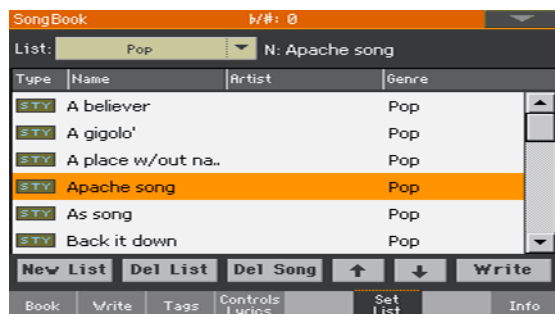 SongBook ♭/#: 0
List: Pop N: Apache song
Type Name Artist Genre
STY A believer Pop
STY A gigolo' Pop
STY A place w/out na.. Pop
STY Apache song Pop
STY As song Pop
STY Back it down Pop
New List Del List Del Song Write
Book Write Tags Controls Lyrics Set List Info